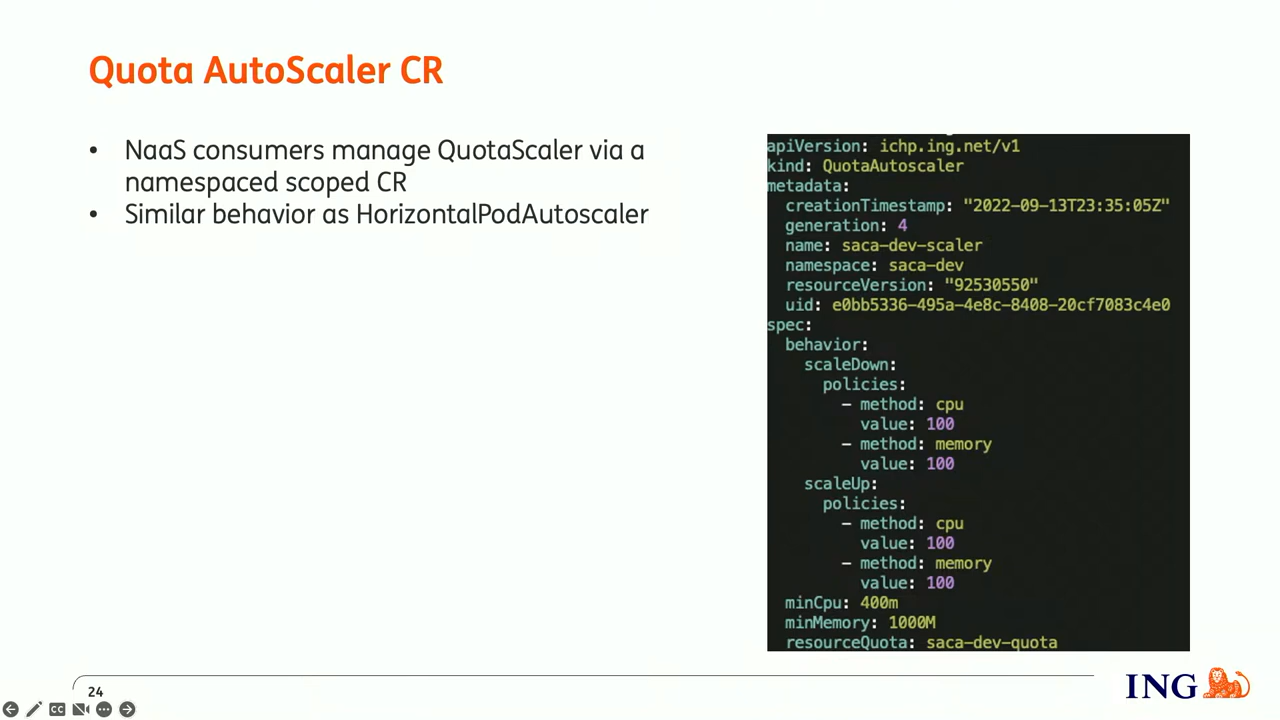 Quota AutoScaler CR
• NaaS consumers manage QuotaScaler via a
namespaced scoped CR
• Similar behavior as HorizontalPodAutoscaler
apiVersion: ichp.ing.net/v1
kind: QuotaAutoscaler
metadata:
  creationTimestamp: "2022-09-13T23:35:05Z"
  generation: 4
  name: saca-dev-scaler
  namespace: saca-dev
  resourceVersion: "92530550"
  uid: e0bb5336-495a-4e8c-8408-20cf7083c4e0
spec:
  behavior:
    scaleDown:
      policies:
        - method: cpu
          value: 100
        - method: memory
          value: 100
    scaleUp:
      policies:
        - method: cpu
          value: 100
        - method: memory
          value: 100
  minCpu: 400m
  minMemory: 1000M
  resourceQuota: saca-dev-quota
24
CC
ING